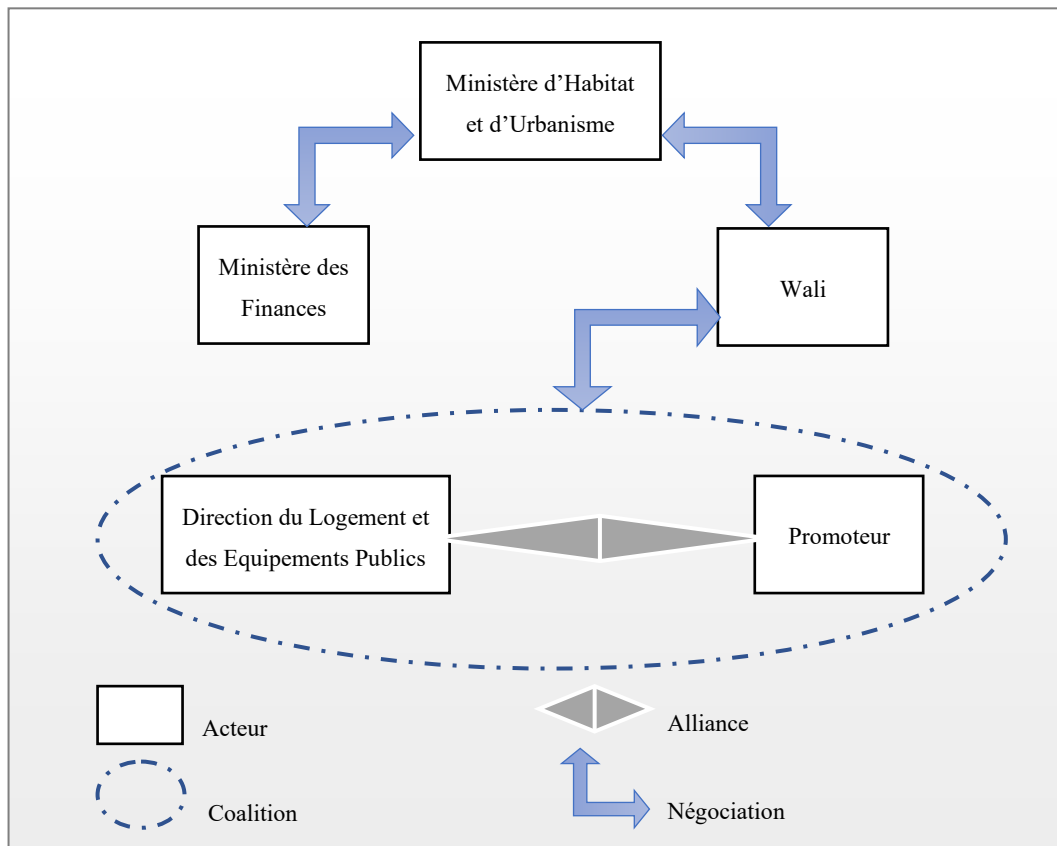 Ministère d’Habitat
et d’Urbanisme
Ministère des
Finances
Wali
Direction du Logement et
des Equipements Publics
Promoteur
Acteur
Alliance
Coalition
Négociation